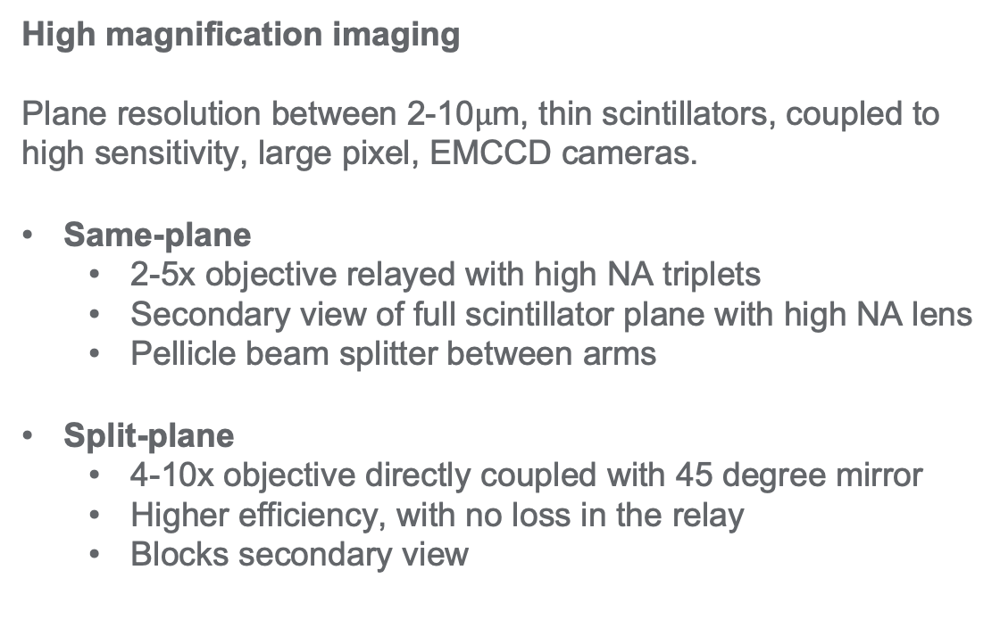 High magnification imaging
Plane resolution between 2-10μm, thin scintillators, coupled to
high sensitivity, large pixel, EMCCD cameras.
• Same-plane
• 2-5x objective relayed with high NA triplets
• Secondary view of full scintillator plane with high NA lens
• Pellicle beam splitter between arms
• Split-plane
• 4-10x objective directly coupled with 45 degree mirror
• Higher efficiency, with no loss in the relay
• Blocks secondary view